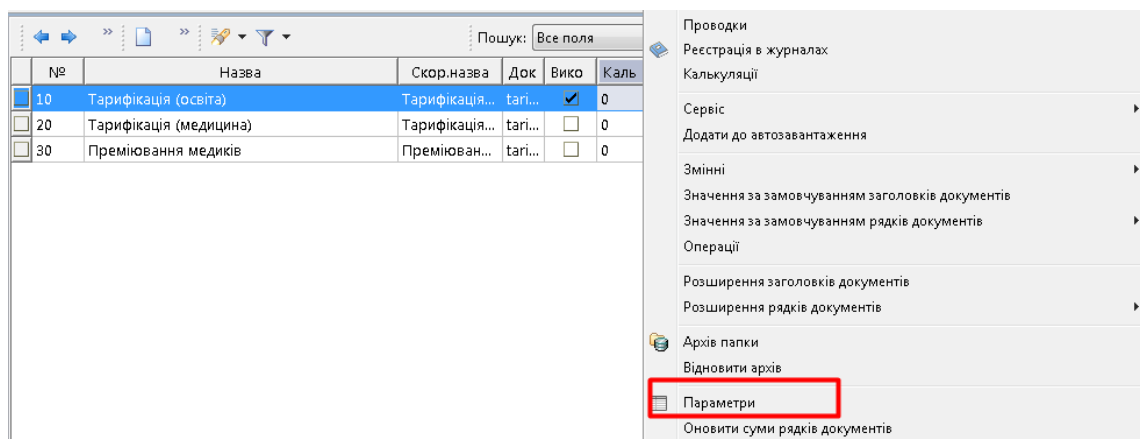 Пошук: Все поля
№ Назва Скор.назва Док Вико Каль
10 Тарифікація (освіта) Тарифікація... tari... 0
20 Тарифікація (медицина) Тарифікація... tari... 0
30 Преміювання медиків Преміюван... tari... 0
Проводки
Реєстрація в журналах
Калькуляції
Сервіс
Додати до автозавантаження
Змінні
Значення за замовчуванням заголовків документів
Значення за замовчуванням рядків документів
Операції
Розширення заголовків документів
Розширення рядків документів
Архів папки
Відновити архів
Параметри
Оновити суми рядків документів